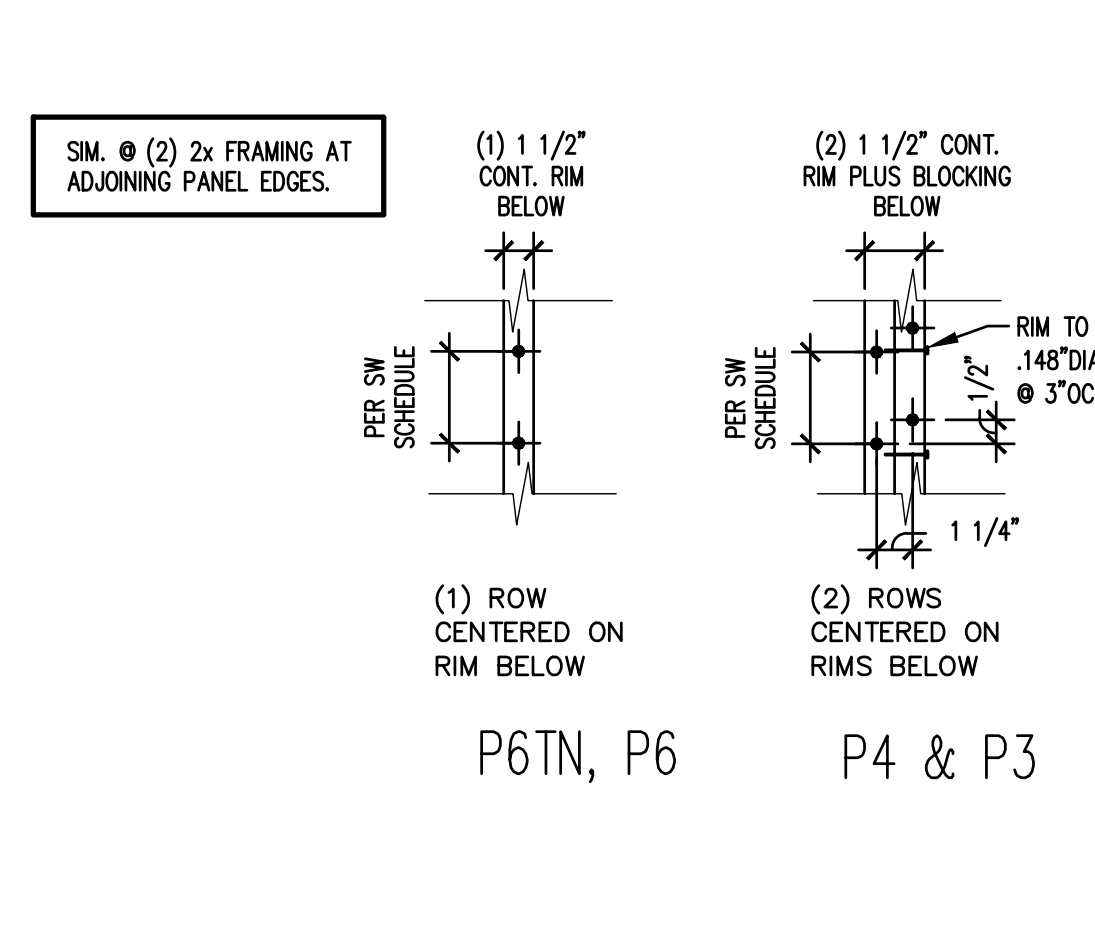 SIM. @ (2) 2x FRAMING AT
ADJOINING PANEL EDGES.
(1) 1 1/2”
CONT. RIM
BELOW
PER SW
SCHEDULE
(1) ROW
CENTERED ON
RIM BELOW
P6TN, P6
(2) 1 1/2” CONT.
RIM PLUS BLOCKING
BELOW
PER SW
SCHEDULE
RIM TO
.148”DIA
@ 3”OC
1/2”
1 1/4”
(2) ROWS
CENTERED ON
RIMS BELOW
P4 & P3